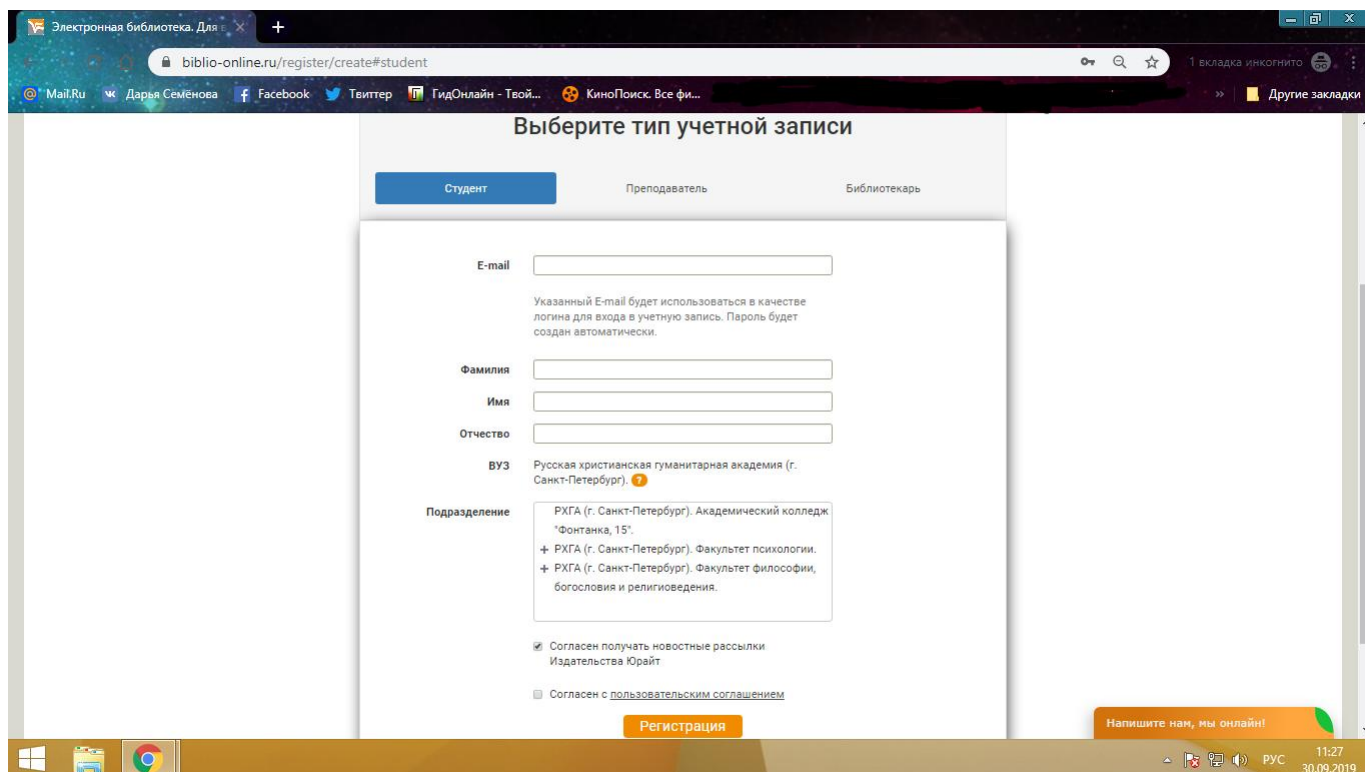 Электронная библиотека. Для
biblio-online.ru/register/create#student
1 вкладка инкогнито
Mail.Ru Дарья Семёнова Facebook Твиттер ГидОнлайн - Твой... КиноПоиск. Все фи... » Другие закладки
Выберите тип учетной записи
Студент Преподаватель Библиотекарь
E-mail
Указанный E-mail будет использоваться в качестве
логина для входа в учетную запись. Пароль будет
создан автоматически.
Фамилия
Имя
Отчество
ВУЗ Русская христианская гуманитарная академия (г.
Санкт-Петербург). ?
Подразделение РХГА (г. Санкт-Петербург). Академический колледж
"Фонтанка, 15".
+ РХГА (г. Санкт-Петербург). Факультет психологии.
+ РХГА (г. Санкт-Петербург). Факультет философии,
богословия и религиоведения.
Согласен получать новостные рассылки
Издательства Юрайт
Согласен с пользовательским соглашением
Регистрация
Напишите нам, мы онлайн!
РУС 11:27
30.09.2019